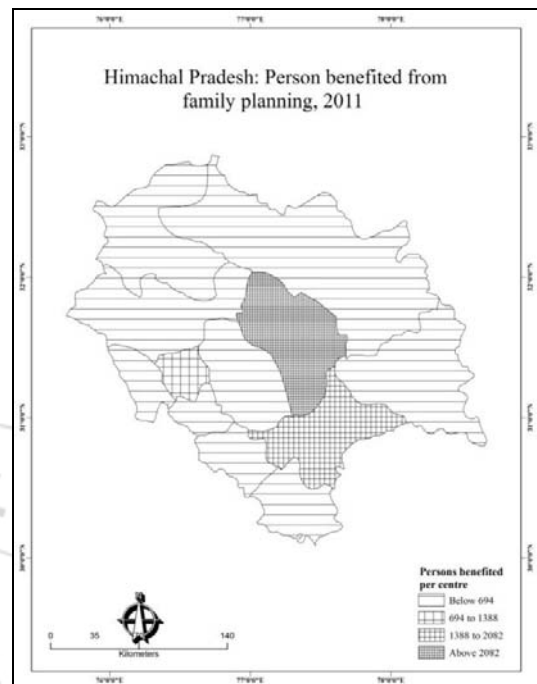 Himachal Pradesh: Person benefited from
family planning, 2011
Persons benefited
per centre
Below 694
694 to 1388
1388 to 2082
Above 2082
0 35 70 140
Kilometers